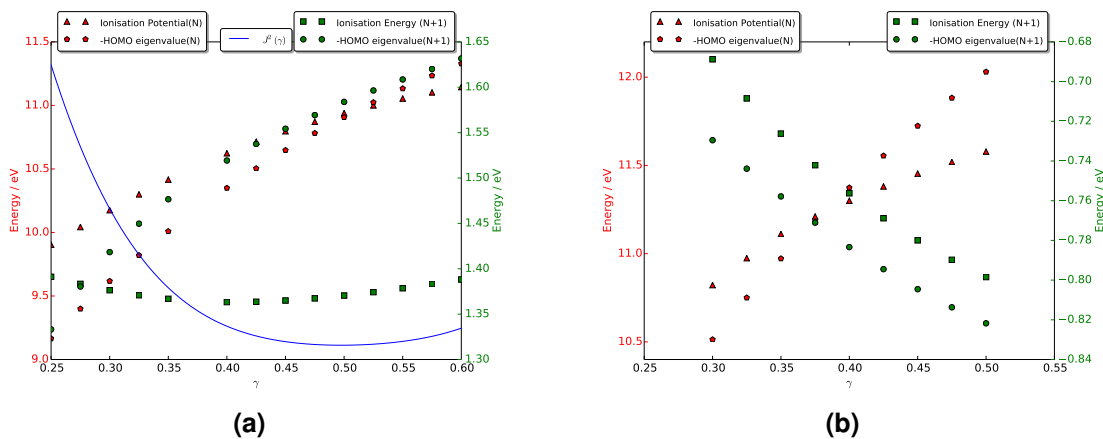 Ionisation Potential(N)
-HOMO eigenvalue(N)
J² (γ)
Ionisation Energy (N+1)
-HOMO eigenvalue(N+1)
11.5
11.0
10.5
10.0
9.5
9.0
Energy / eV
1.65
1.60
1.55
1.50
1.45
1.40
1.35
1.30
Energy / eV
0.25 0.30 0.35 0.40 0.45 0.50 0.55 0.60
γ
(a)
Ionisation Potential(N)
-HOMO eigenvalue(N)
Ionisation Energy (N+1)
-HOMO eigenvalue(N+1)
12.0
11.5
11.0
10.5
Energy / eV
−0.68
−0.70
−0.72
−0.74
−0.76
−0.78
−0.80
−0.82
−0.84
Energy / eV
0.25 0.30 0.35 0.40 0.45 0.50 0.55
γ
(b)